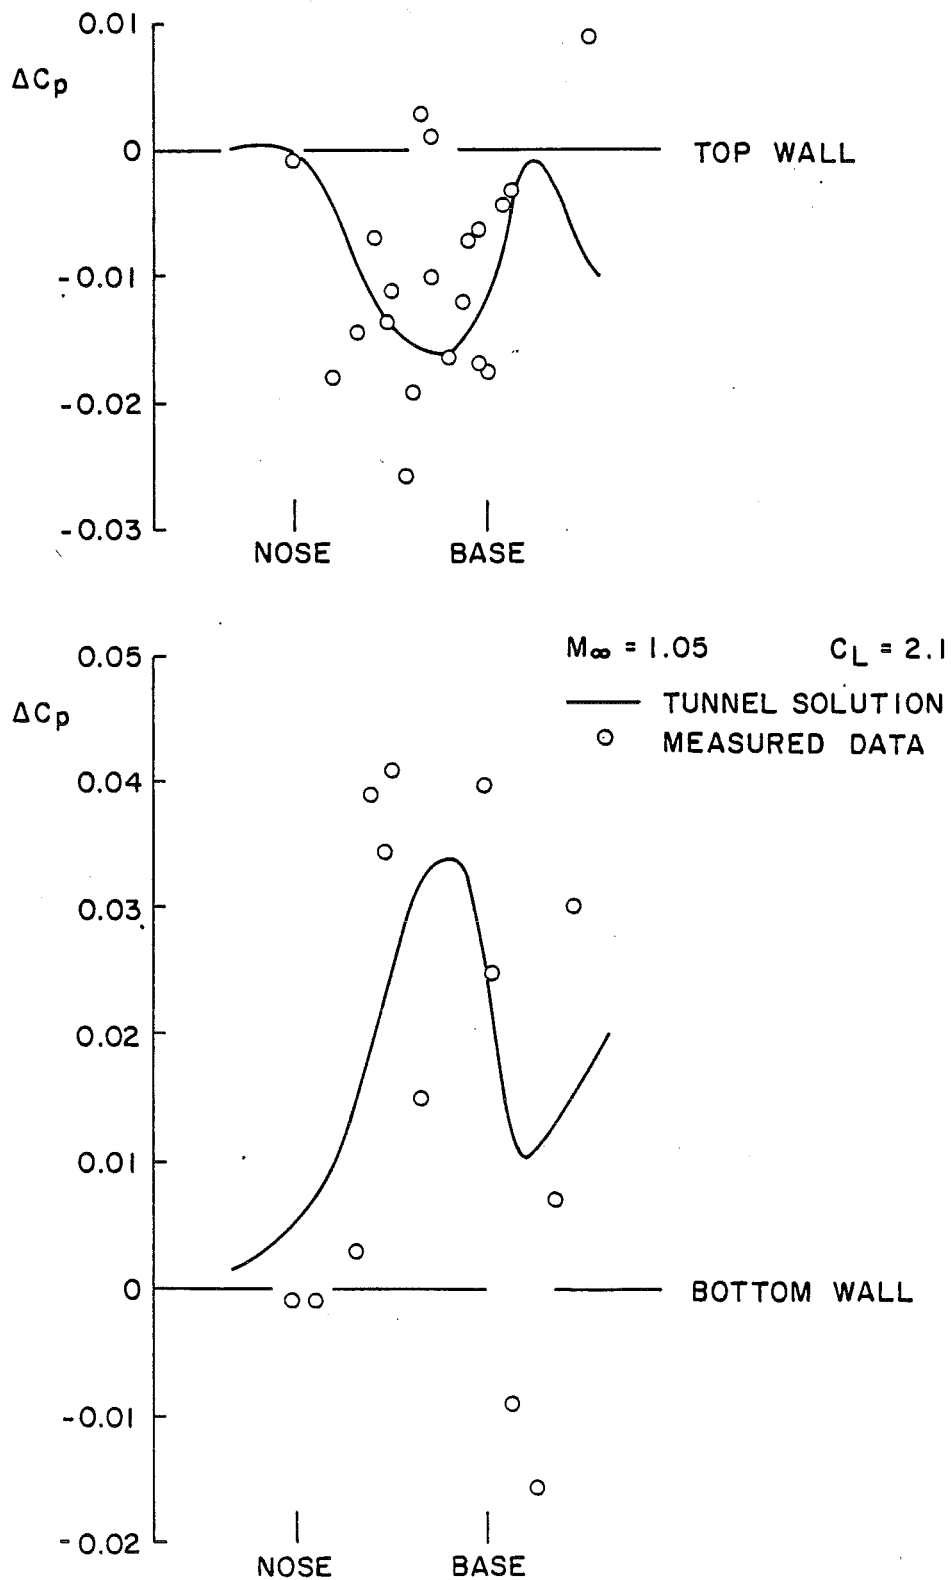 0.01
ΔCp
0
TOP WALL
-0.01
-0.02
-0.03
NOSE BASE
M∞ = 1.05 CL = 2.1
0.05
ΔCp
TUNNEL SOLUTION
MEASURED DATA
0.04
0.03
0.02
0.01
0
BOTTOM WALL
-0.01
-0.02
NOSE BASE